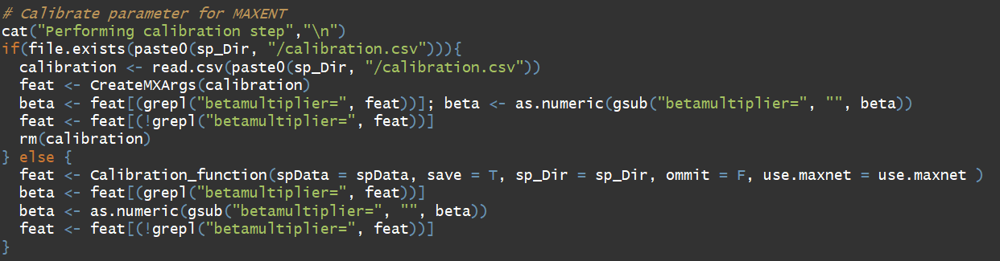 # Calibrate parameter for MAXENT
cat("Performing calibration step","\n")
if(file.exists(paste0(sp_Dir, "/calibration.csv"))){
  calibration <- read.csv(paste0(sp_Dir, "/calibration.csv"))
  feat <- CreateMXArgs(calibration)
  beta <- feat[(grepl("betamultiplier=", feat))]; beta <- as.numeric(gsub("betamultiplier=", "", beta))
  feat <- feat[(!grepl("betamultiplier=", feat))]
  rm(calibration)
} else {
  feat <- Calibration_function(spData = spData, save = T, sp_Dir = sp_Dir, ommit = F, use.maxnet = use.maxnet )
  beta <- feat[(grepl("betamultiplier=", feat))]
  beta <- as.numeric(gsub("betamultiplier=", "", beta))
  feat <- feat[(!grepl("betamultiplier=", feat))]
}